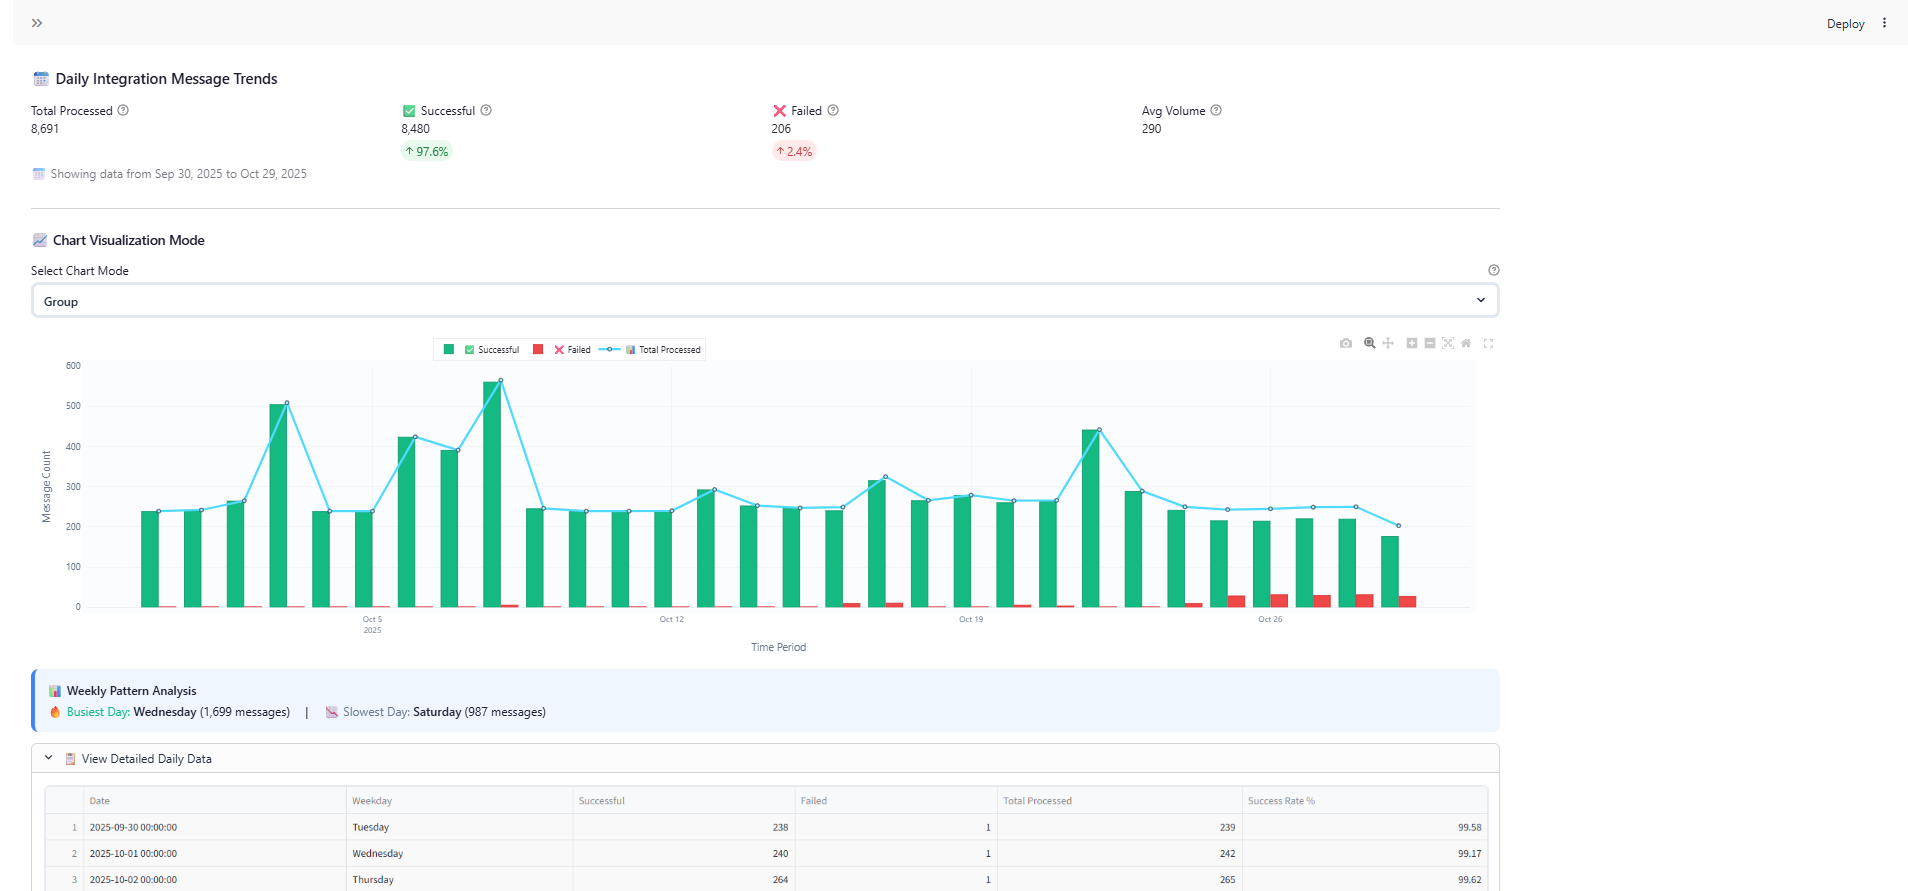 Deploy
Daily Integration Message Trends
Total Processed
8,691
Successful
8,480
↑ 97.6%
Failed
206
↑ 2.4%
Avg Volume
290
Showing data from Sep 30, 2025 to Oct 29, 2025
Chart Visualization Mode
Select Chart Mode
Group
Successful Failed Total Processed
600
500
400
300
200
100
0
Message Count
Oct 5
2025
Oct 12
Oct 19
Oct 26
Time Period
Weekly Pattern Analysis
Busiest Day: Wednesday (1,699 messages) | Slowest Day: Saturday (987 messages)
View Detailed Daily Data
Date Weekday Successful Failed Total Processed Success Rate %
1 2025-09-30 00:00:00 Tuesday 238 1 239 99.58
2 2025-10-01 00:00:00 Wednesday 240 1 242 99.17
3 2025-10-02 00:00:00 Thursday 264 1 265 99.62